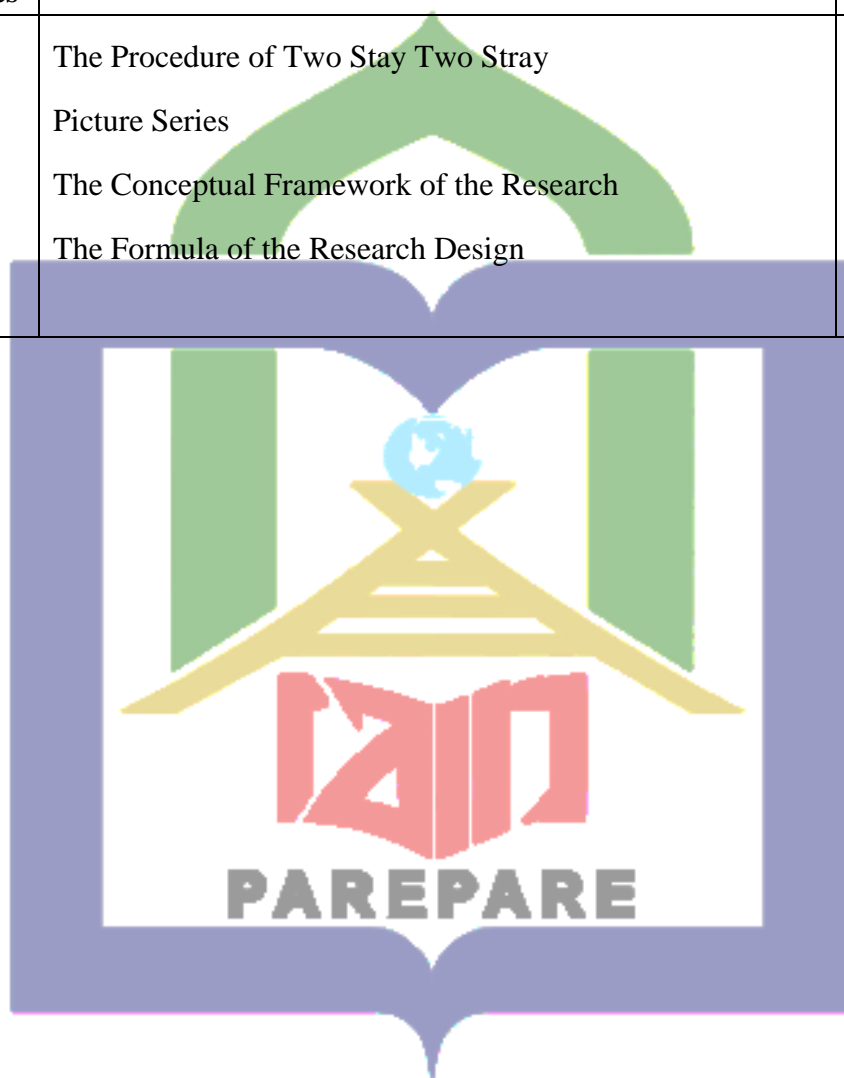 The Procedure of Two Stay Two Stray
Picture Series
The Conceptual Framework of the Research
The Formula of the Research Design
iain
PAREPARE